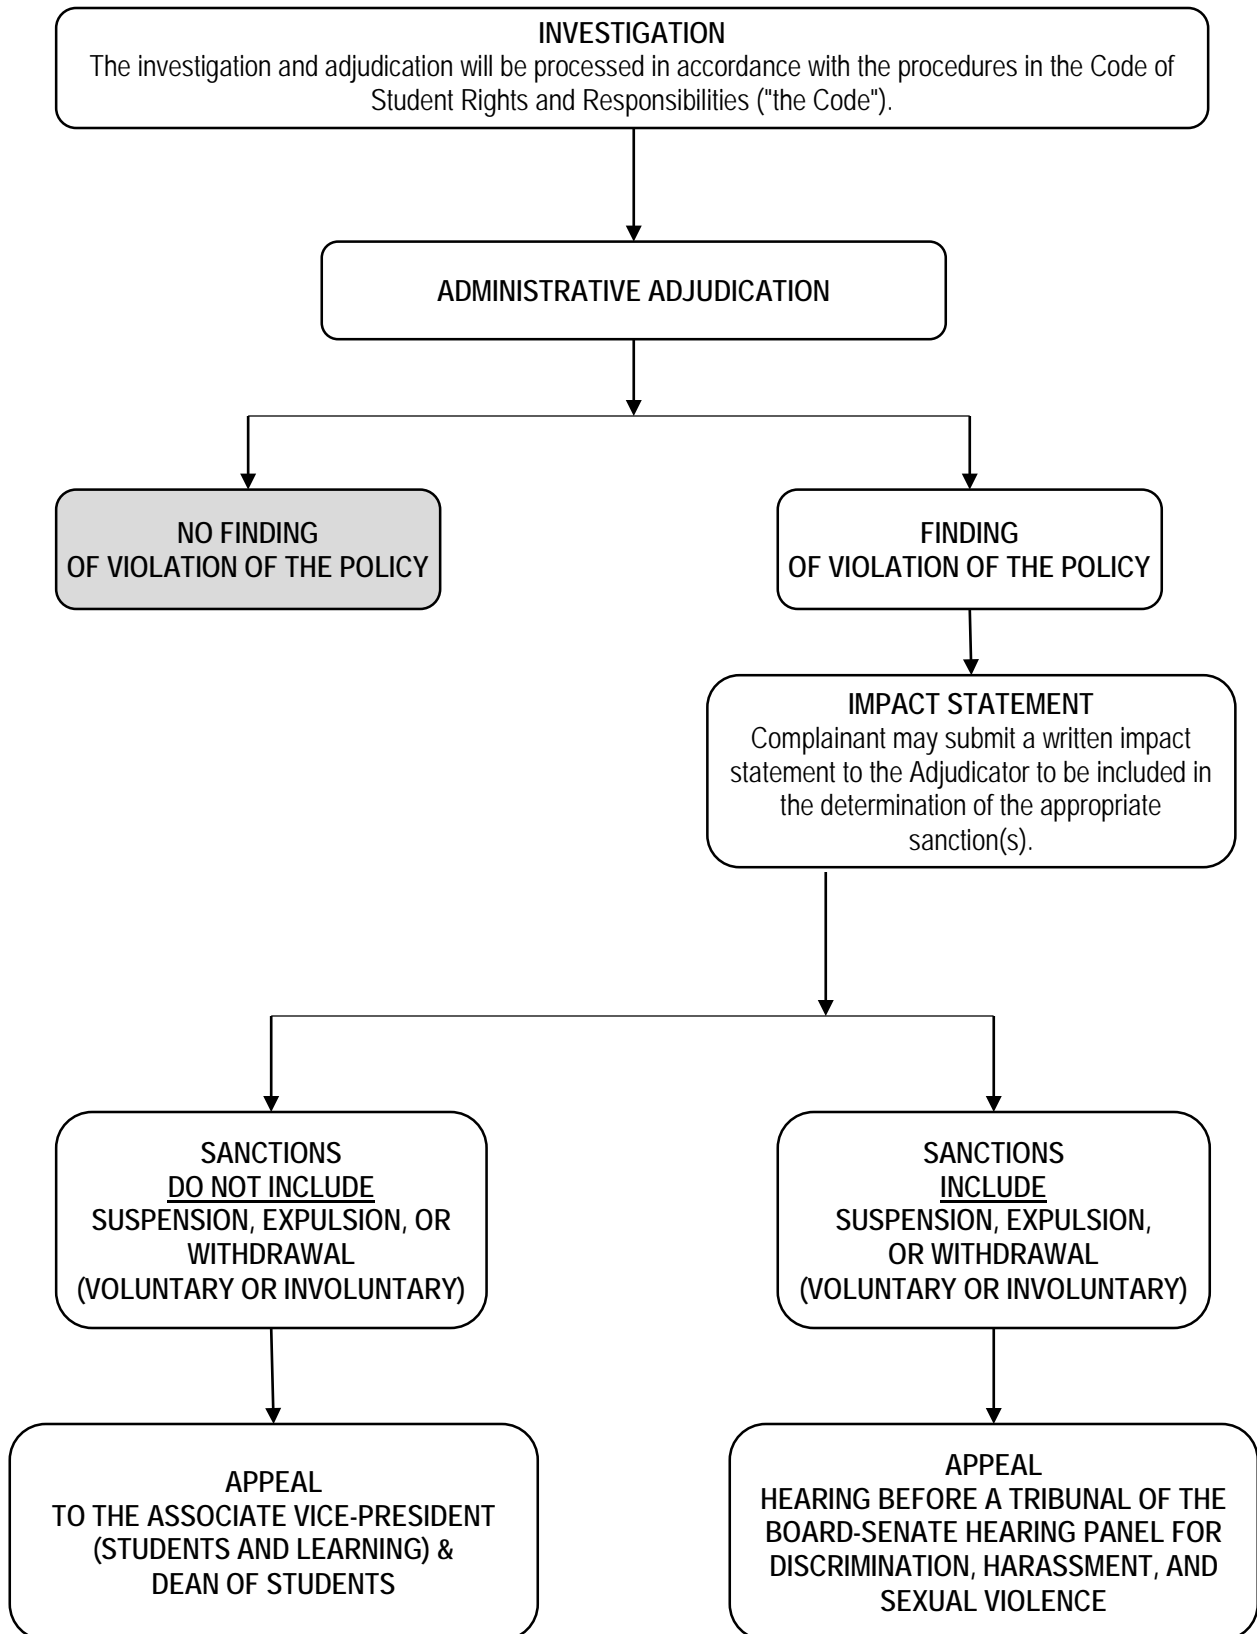 INVESTIGATION
The investigation and adjudication will be processed in accordance with the procedures in the Code of
Student Rights and Responsibilities ("the Code").
ADMINISTRATIVE ADJUDICATION
NO FINDING
OF VIOLATION OF THE POLICY
FINDING
OF VIOLATION OF THE POLICY
IMPACT STATEMENT
Complainant may submit a written impact
statement to the Adjudicator to be included in
the determination of the appropriate
sanction(s).
SANCTIONS
DO NOT INCLUDE
SUSPENSION, EXPULSION, OR
WITHDRAWAL
(VOLUNTARY OR INVOLUNTARY)
SANCTIONS
INCLUDE
SUSPENSION, EXPULSION,
OR WITHDRAWAL
(VOLUNTARY OR INVOLUNTARY)
APPEAL
TO THE ASSOCIATE VICE-PRESIDENT
(STUDENTS AND LEARNING) &
DEAN OF STUDENTS
APPEAL
HEARING BEFORE A TRIBUNAL OF THE
BOARD-SENATE HEARING PANEL FOR
DISCRIMINATION, HARASSMENT, AND
SEXUAL VIOLENCE